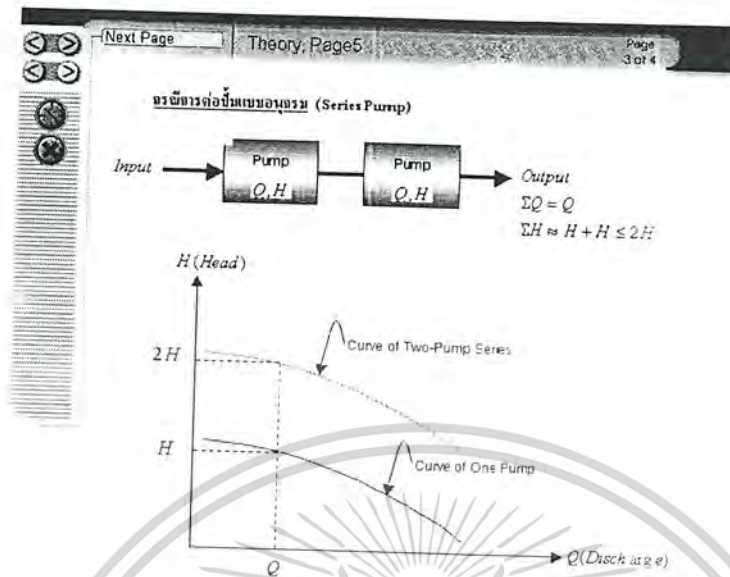 Next Page
Theory, Page5
Page
3 of 4
กรณีการต่อปั๊มแบบอนุกรม (Series Pump)
Input
Pump
Q, H
Pump
Q, H
Output
ΣQ = Q
ΣH ≈ H + H ≤ 2H
H (Head)
Curve of Two-Pump Series
2H
H
Curve of One Pump
Q (Discharge)
Q